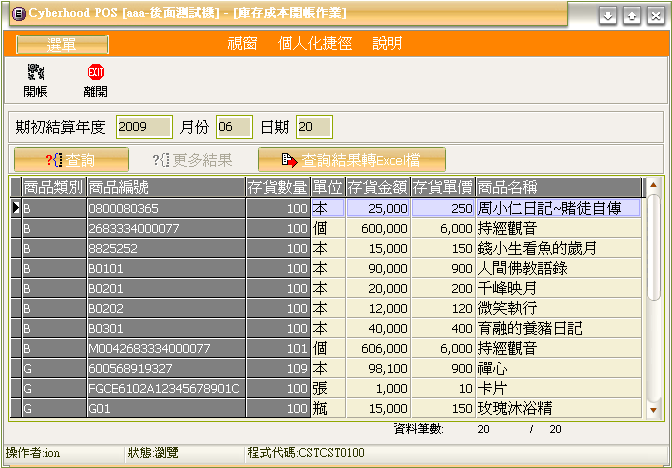 Cyberhood POS [aaa-後面測試機] - [庫存成本開帳作業]
選單 視窗 個人化捷徑 說明
開帳 離開
期初結算年度 2009 月份 06 日期 20
?{ 查詢 ?{ 更多結果 查詢結果轉Excel檔
商品類別 商品編號 存貨數量 單位 存貨金額 存貨單價 商品名稱
B 0800080365 100 本 25,000 250 周小仁日記~賭徒自傳
B 2683334000077 100 個 600,000 6,000 持經觀音
B 8825252 100 本 15,000 150 錢小生看魚的歲月
B B0101 100 本 90,000 900 人間佛教語錄
B B0201 100 本 20,000 200 千峰映月
B B0202 100 本 12,000 120 微笑執行
B B0301 100 本 40,000 400 育融的養豬日記
B M0042683334000077 101 個 606,000 6,000 持經觀音
G 600568919327 109 本 98,100 900 禪心
G FGCE6102A12345678901C 100 張 1,000 10 卡片
G G01 100 瓶 15,000 150 玫瑰沐浴精
資料筆數: 20 / 20
操作者:ion 狀態:瀏覽 程式代碼:CSTCST0100